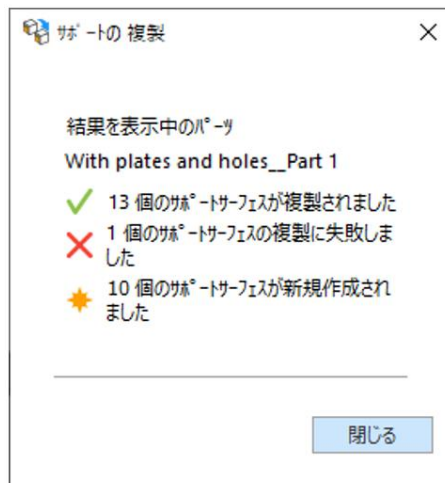 ｻﾎﾟｰﾄの 複製
結果を表示中のﾊﾟｰﾂ
With plates and holes__Part 1
13 個のｻﾎﾟｰﾄｻｰﾌｪｽが複製されました
1 個のｻﾎﾟｰﾄｻｰﾌｪｽの複製に失敗しま
した
10 個のｻﾎﾟｰﾄｻｰﾌｪｽが新規作成され
ました
閉じる